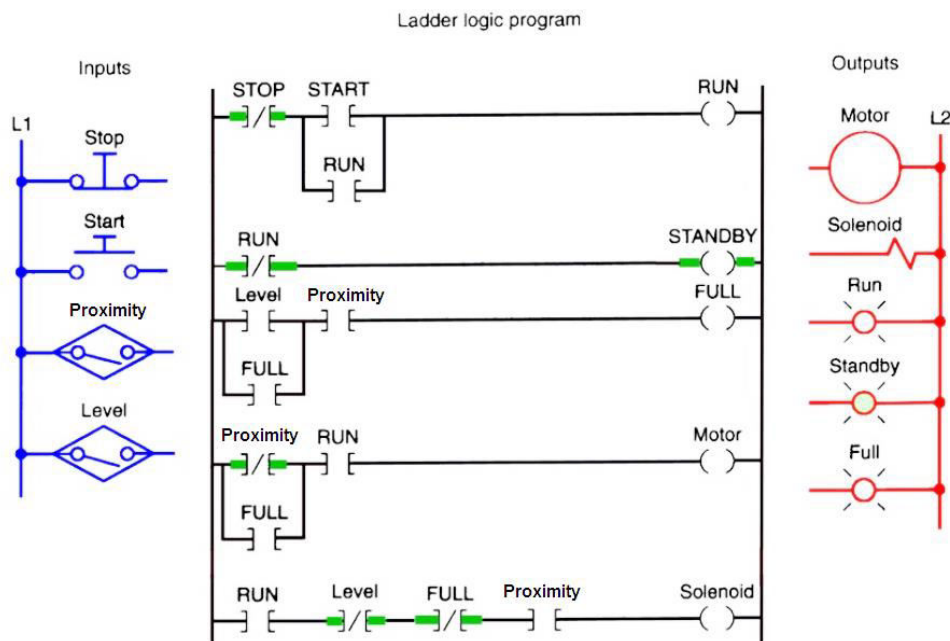 Ladder logic program
Inputs
L1
Stop
Start
Proximity
Level
STOP START RUN
RUN
RUN STANDBY
Level Proximity FULL
FULL
Proximity RUN Motor
FULL
RUN Level FULL Proximity Solenoid
Outputs
Motor L2
Solenoid
Run
Standby
Full